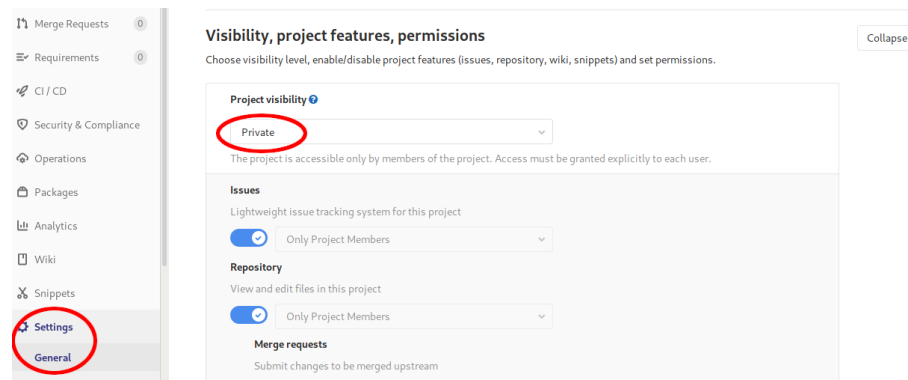 Merge Requests 0
Requirements 0
CI / CD
Security & Compliance
Operations
Packages
Analytics
Wiki
Snippets
Settings
General
Visibility, project features, permissions
Collapse
Choose visibility level, enable/disable project features (issues, repository, wiki, snippets) and set permissions.
Project visibility
Private
The project is accessible only by members of the project. Access must be granted explicitly to each user.
Issues
Lightweight issue tracking system for this project
Only Project Members
Repository
View and edit files in this project
Only Project Members
Merge requests
Submit changes to be merged upstream